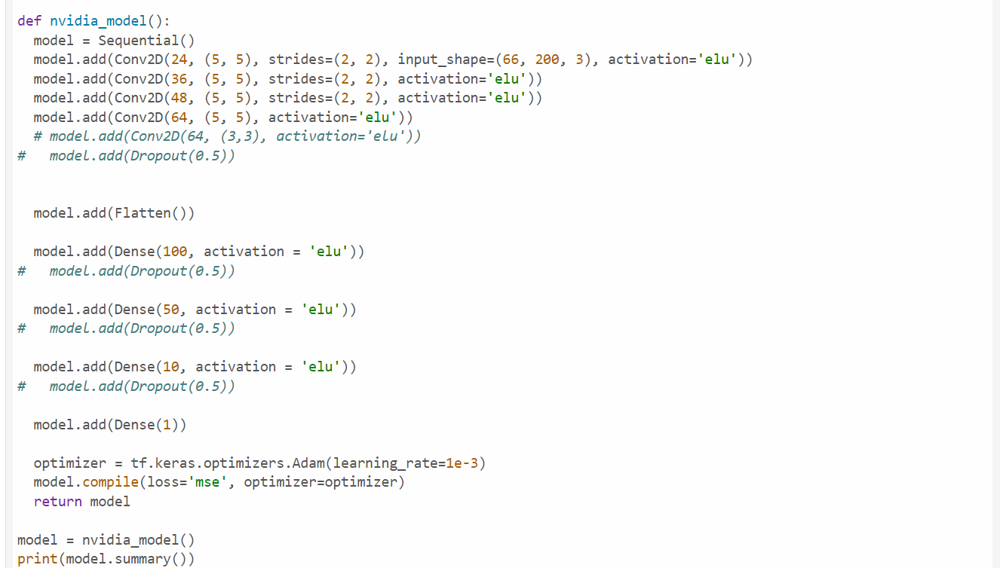 def nvidia_model():
  model = Sequential()
  model.add(Conv2D(24, (5, 5), strides=(2, 2), input_shape=(66, 200, 3), activation='elu'))
  model.add(Conv2D(36, (5, 5), strides=(2, 2), activation='elu'))
  model.add(Conv2D(48, (5, 5), strides=(2, 2), activation='elu'))
  model.add(Conv2D(64, (5, 5), activation='elu'))
  # model.add(Conv2D(64, (3,3), activation='elu'))
#   model.add(Dropout(0.5))
  model.add(Flatten())
  model.add(Dense(100, activation = 'elu'))
#   model.add(Dropout(0.5))
  model.add(Dense(50, activation = 'elu'))
#   model.add(Dropout(0.5))
  model.add(Dense(10, activation = 'elu'))
#   model.add(Dropout(0.5))
  model.add(Dense(1))
  optimizer = tf.keras.optimizers.Adam(learning_rate=1e-3)
  model.compile(loss='mse', optimizer=optimizer)
  return model
model = nvidia_model()
print(model.summary())